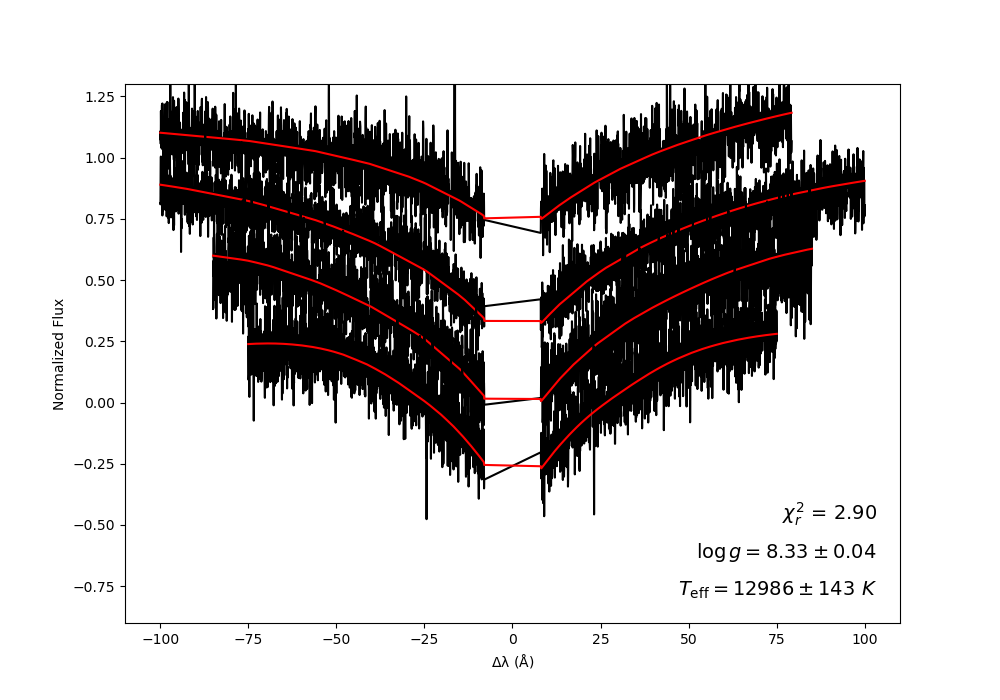 1.25
1.00
0.75
0.50
0.25
0.00
−0.25
−0.50
−0.75
Normalized Flux
χ²ᵣ = 2.90
log g = 8.33 ± 0.04
T_eff = 12986 ± 143 K
−100 −75 −50 −25 0 25 50 75 100
Δλ (Å)